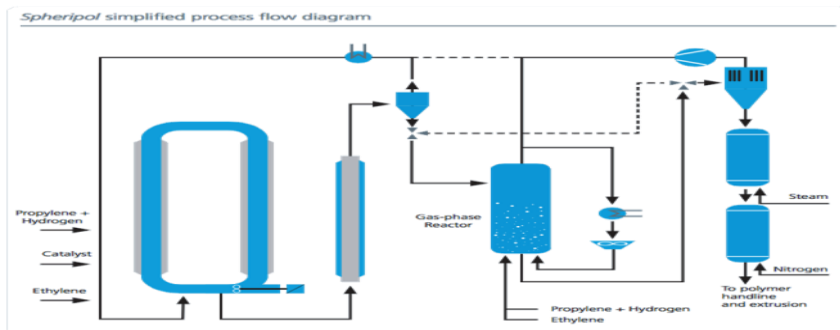 Spheripol simplified process flow diagram
Propylene +
Hydrogen
Catalyst
Ethylene
Gas-phase
Reactor
Propylene + Hydrogen
Ethylene
Steam
Nitrogen
To polymer
handline
and extrusion